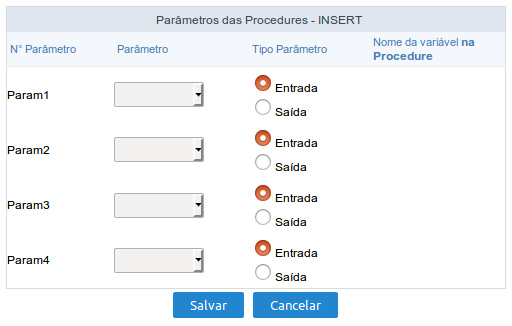 Parâmetros das Procedures - INSERT
N° Parâmetro Parâmetro Tipo Parâmetro Nome da variável na
Procedure
Param1
Entrada
Saída
Param2
Entrada
Saída
Param3
Entrada
Saída
Param4
Entrada
Saída
Salvar Cancelar